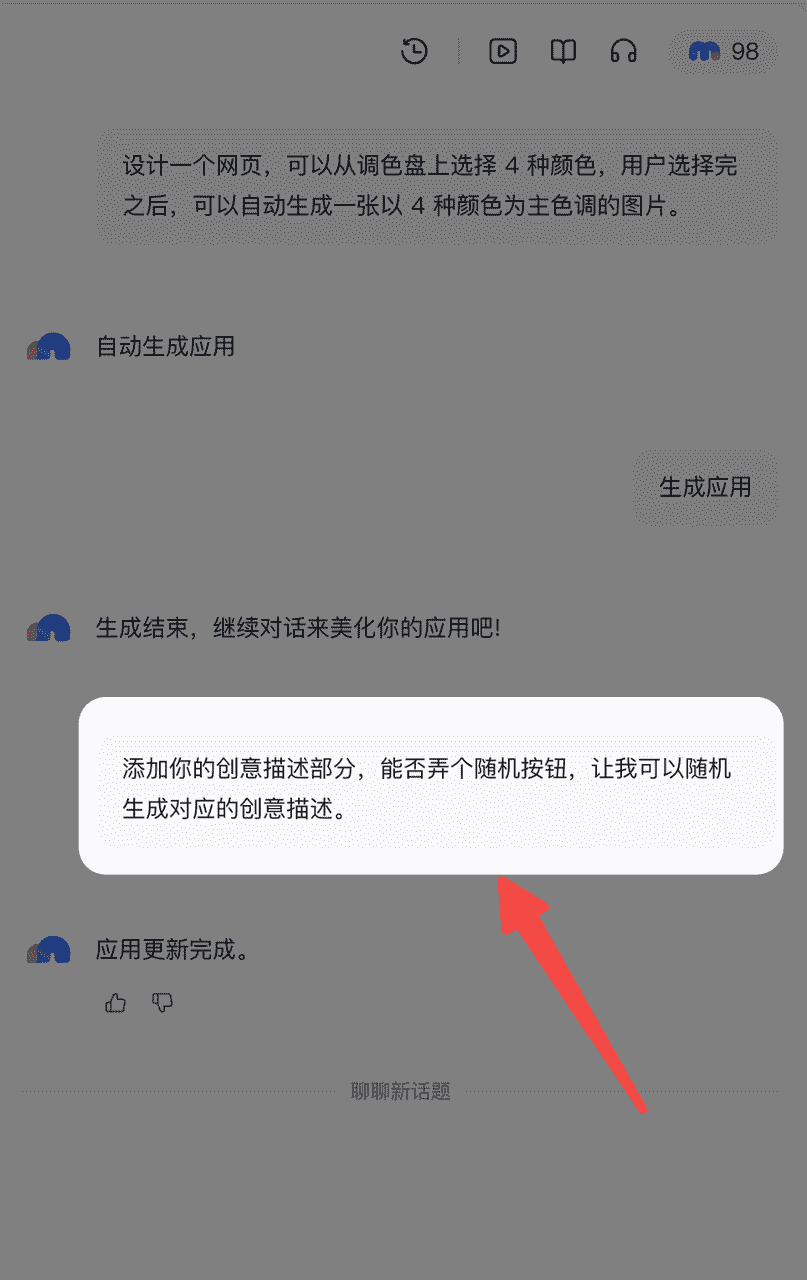 98
设计一个网页，可以从调色盘上选择 4 种颜色，用户选择完
之后，可以自动生成一张以 4 种颜色为主色调的图片。
自动生成应用
生成应用
生成结束，继续对话来美化你的应用吧!
添加你的创意描述部分，能否弄个随机按钮，让我可以随机
生成对应的创意描述。
应用更新完成。
聊聊新话题